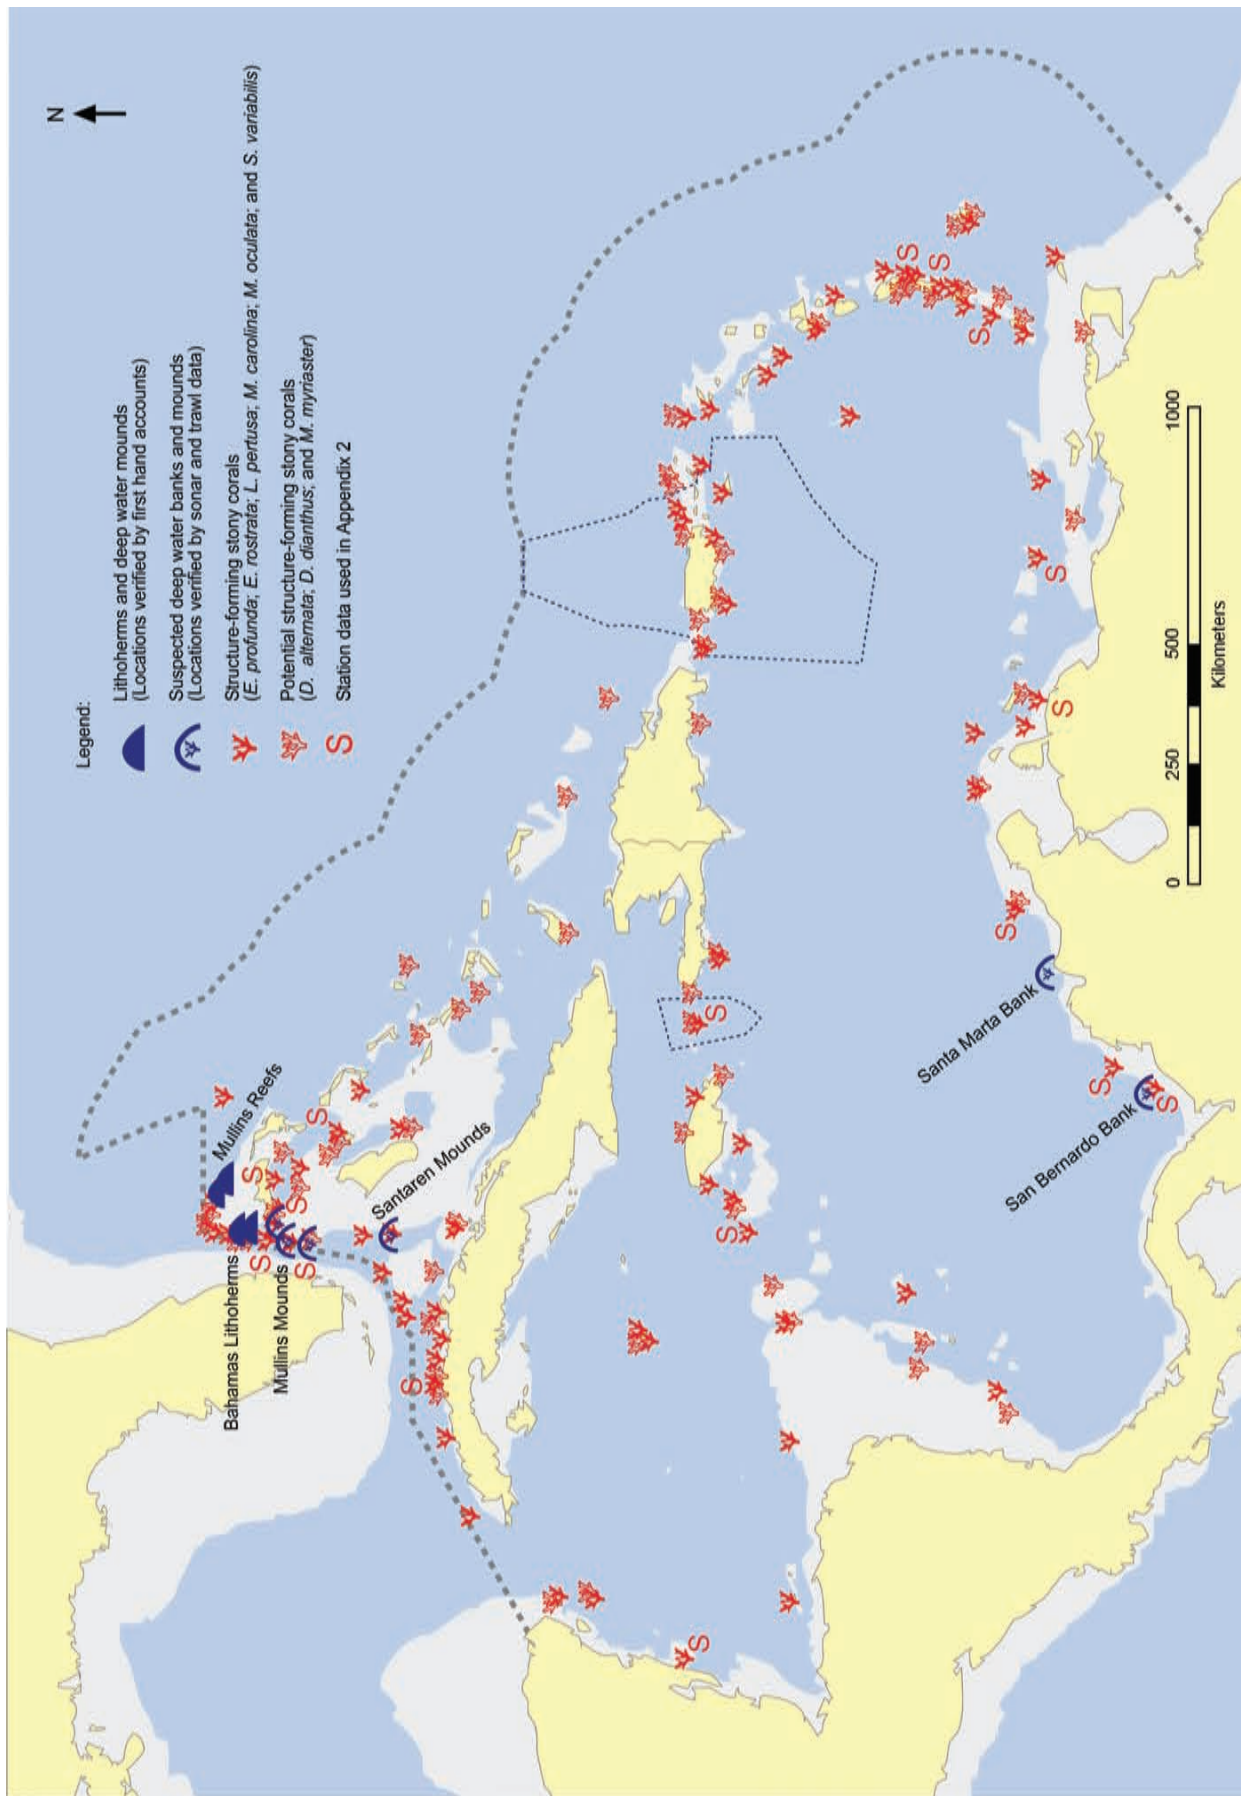 N
Legend:
Lithoherms and deep water mounds
(Locations verified by first hand accounts)
Suspected deep water banks and mounds
(Locations verified by sonar and trawl data)
Structure-forming stony corals
(E. profunda; E. rostrata; L. pertusa; M. carolina; M. oculata; and S. variabilis)
Potential structure-forming stony corals
(D. alternata; D. dianthus; and M. myriaster)
S Station data used in Appendix 2
Mullins Reefs
Bahamas Lithoherms
S
S
S
Mullins Mounds
S
S
Santaren Mounds
S
S
S
S
S
S
S
Santa Marta Bank
S
S
S
S
San Bernardo Bank
S
S
0 250 500 1000
Kilometers